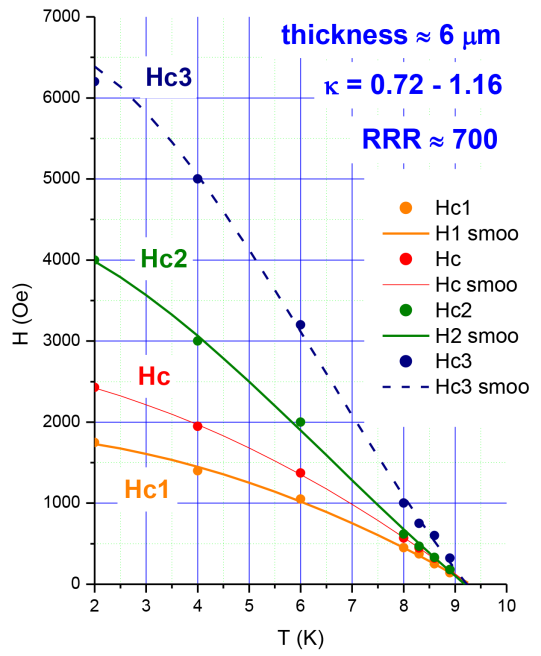 7000
6000
5000
4000
3000
2000
1000
0
H (Oe)
2 3 4 5 6 7 8 9 10
T (K)
thickness ≈ 6 μm
κ = 0.72 - 1.16
RRR ≈ 700
Hc3
Hc2
Hc
Hc1
Hc1
H1 smoo
Hc
Hc smoo
Hc2
H2 smoo
Hc3
Hc3 smoo